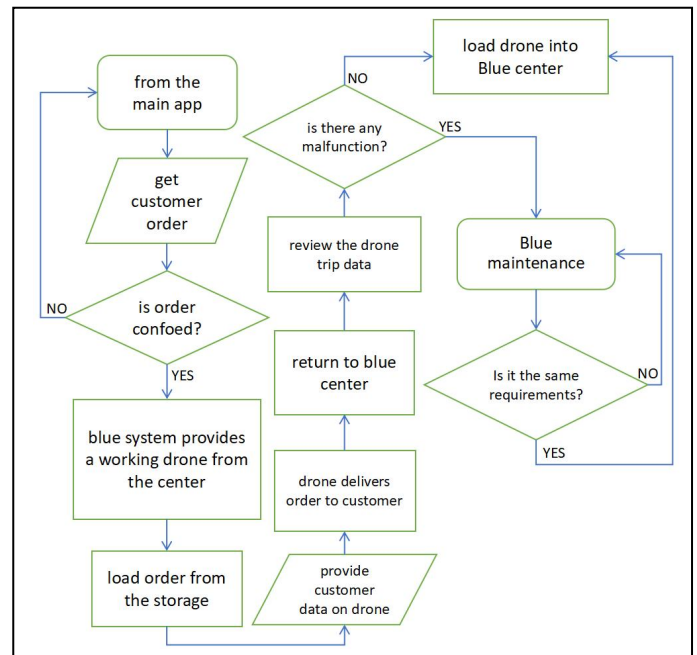 from the
main app
get
customer
order
is order
confoed?
NO
YES
blue system provides
a working drone from
the center
load order from
the storage
provide
customer
data on drone
drone delivers
order to customer
return to blue
center
review the drone
trip data
is there any
malfunction?
NO
YES
load drone into
Blue center
Blue
maintenance
Is it the same
requirements?
NO
YES